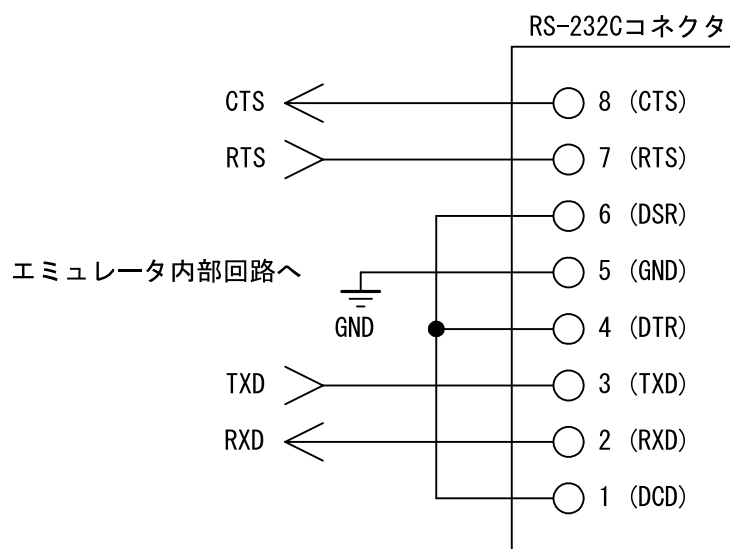 RS-232Cコネクタ
CTS 8 (CTS)
RTS 7 (RTS)
6 (DSR)
エミュレータ内部回路へ 5 (GND)
GND 4 (DTR)
TXD 3 (TXD)
RXD 2 (RXD)
1 (DCD)